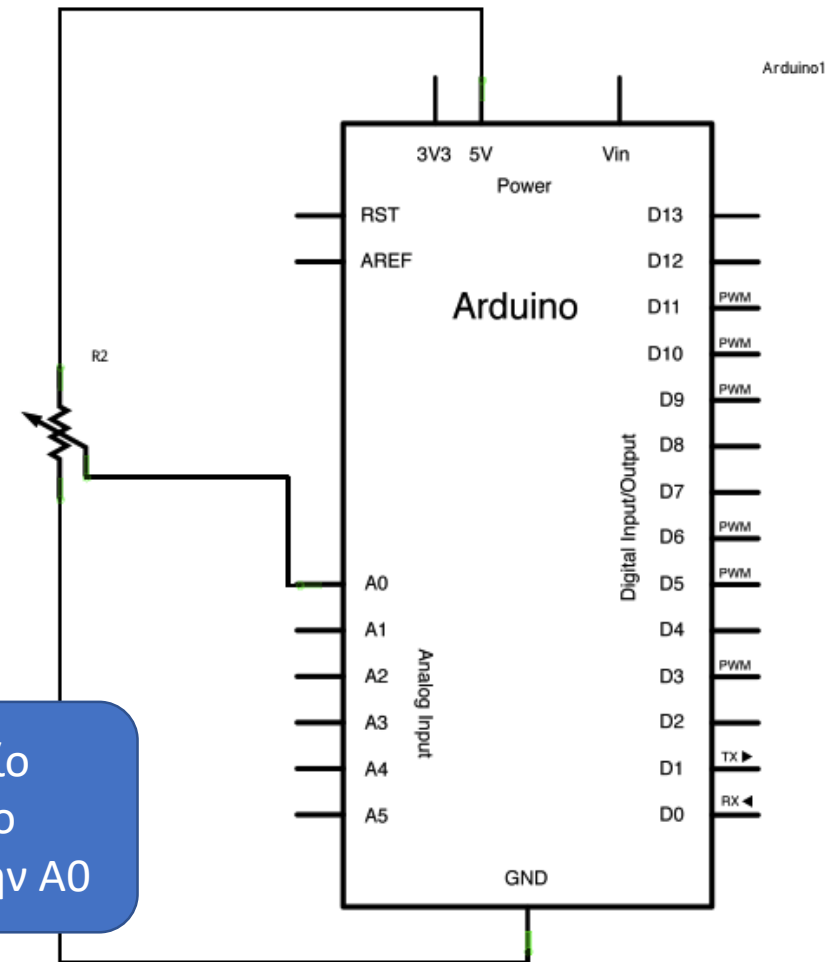 Arduino1
3V3 5V Vin
Power
RST
AREF
Arduino
D13
D12
D11 PWM
D10 PWM
D9 PWM
D8
D7
D6 PWM
D5 PWM
D4
D3 PWM
D2
D1 TX ▶
D0 RX ◀
Digital Input/Output
R2
A0
A1
A2
A3
A4
A5
Analog Input
GND
A0